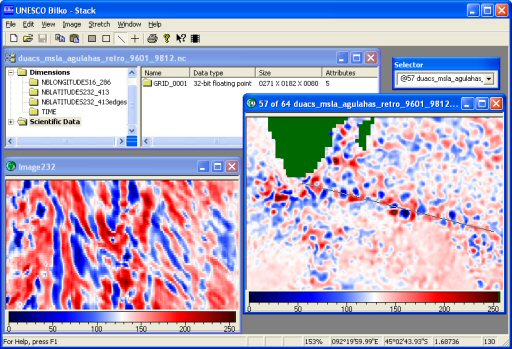 UNESCO Bilko - Stack
File Edit View Image Stretch Window Help
duacs_msla_agulahas_retro_9601_9812.nc
Dimensions
NBLONGITUDES16_286
NBLATITUDES232_413
NBLATITUDES232_413edges
TIME
Scientific Data
Name Data type Size Attributes
GRID_0001 32-bit floating point 0271 X 0182 X 0080 5
Selector
@57 duacs_msla_agulahas_
57 of 64 duacs_msla_agulahas_retro_9601_9812...
0 50 100 150 200 250
Image232
0 50 100 150 200 250
For Help, press F1 153% 092°19'59.99"E 45°02'43.93"S 1.68736 130